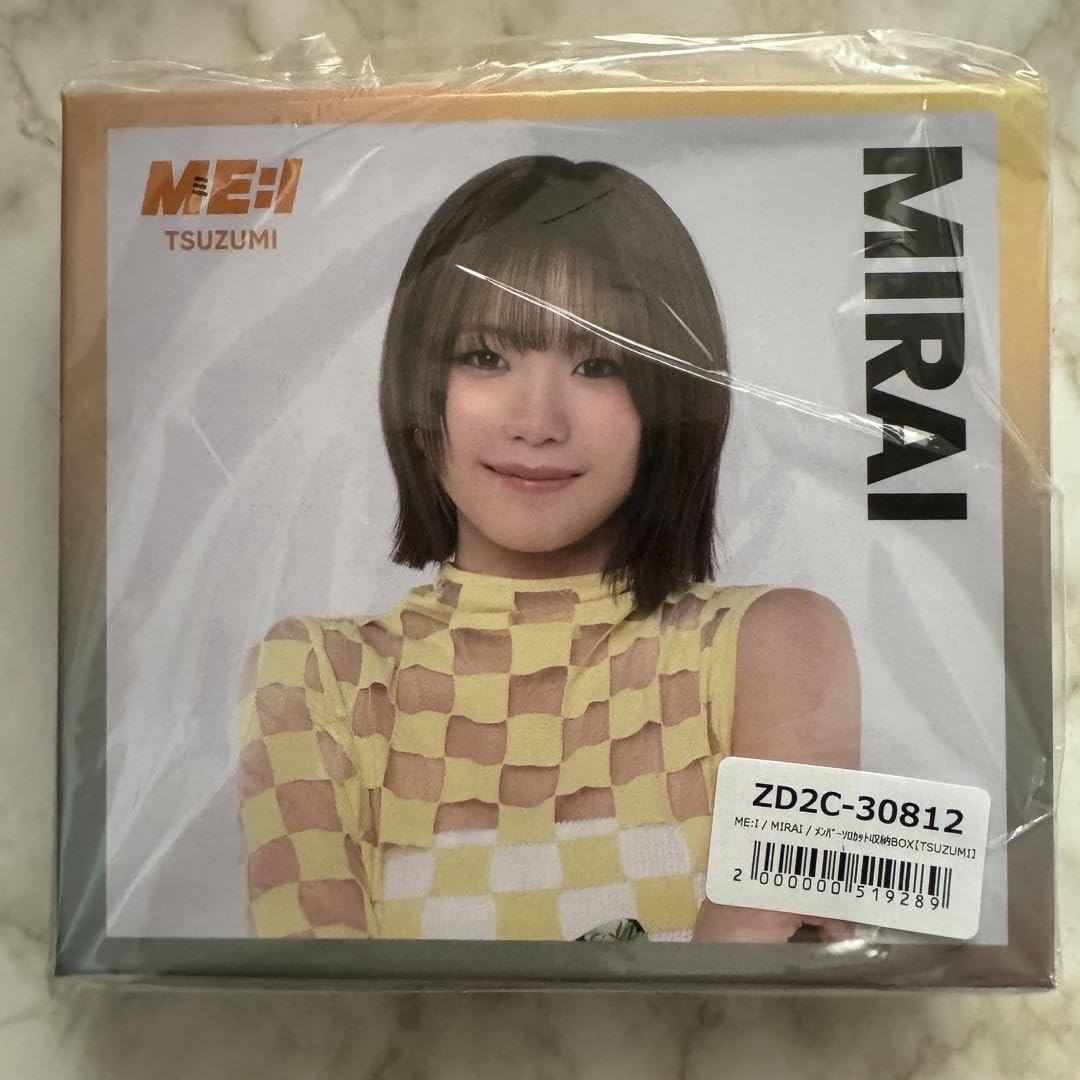 ME:I
TSUZUMI
MIRAI
ZD2C-30812
ME:I / MIRAI / ﾒﾝﾊﾞｰｿﾛｶｯﾄ収納BOX[TSUZUMI]
2 000000 519289